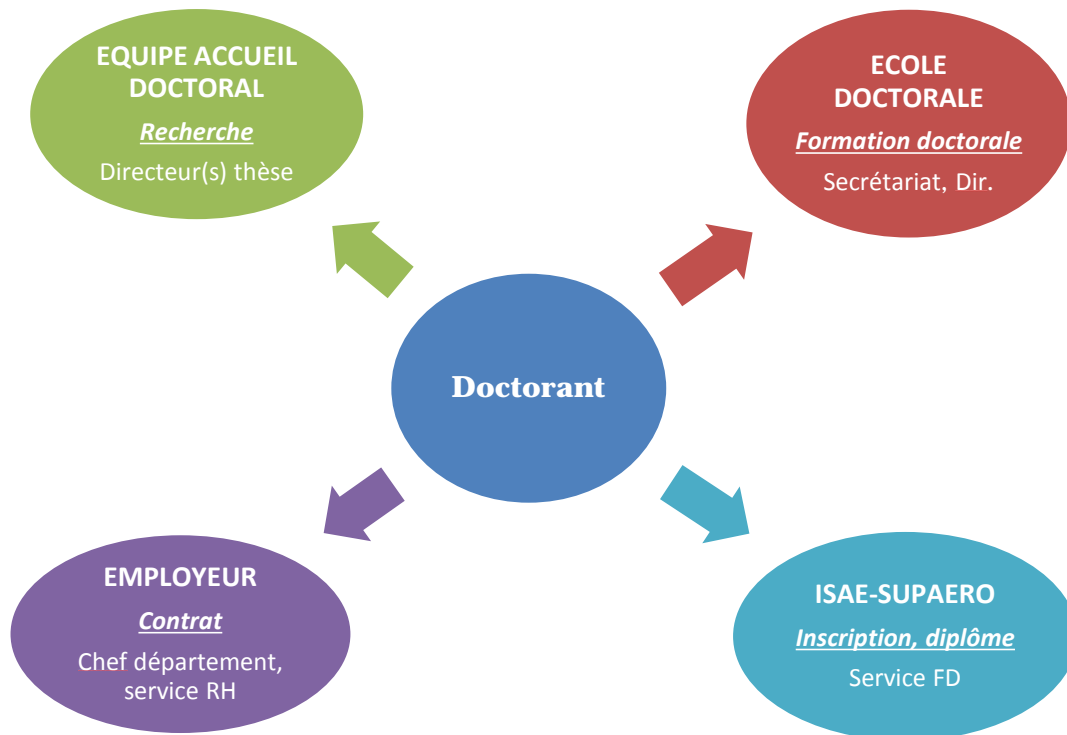 EQUIPE ACCUEIL
DOCTORAL
Recherche
Directeur(s) thèse
ECOLE
DOCTORALE
Formation doctorale
Secrétariat, Dir.
Doctorant
EMPLOYEUR
Contrat
Chef département,
service RH
ISAE-SUPAERO
Inscription, diplôme
Service FD